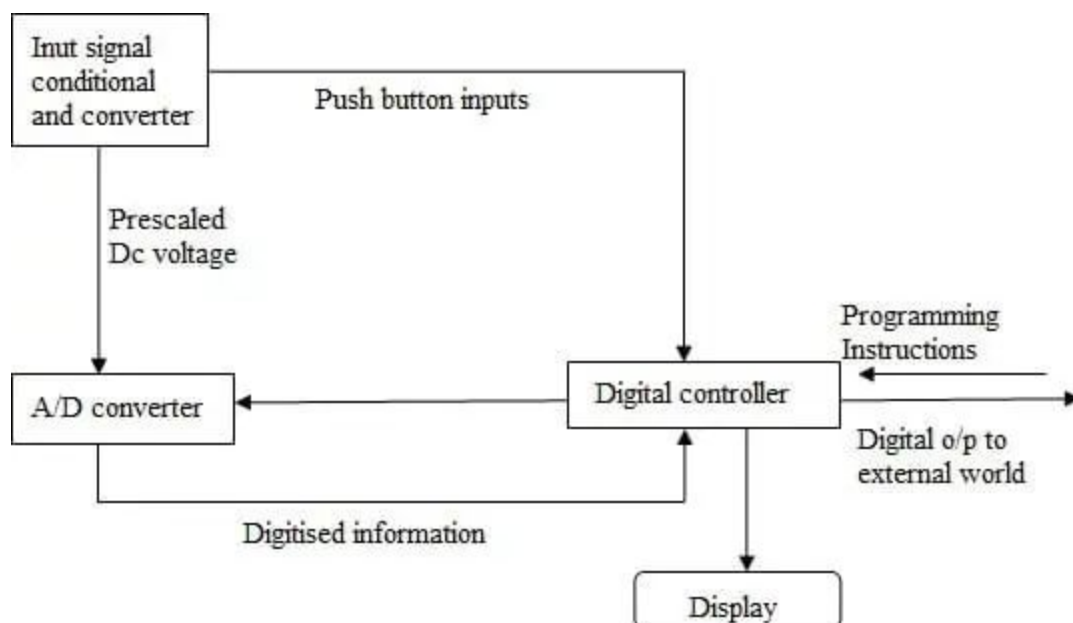 Inut signal
conditional
and converter
Push button inputs
Prescaled
Dc voltage
Programming
Instructions
A/D converter
Digital controller
Digital o/p to
external world
Digitised information
Display